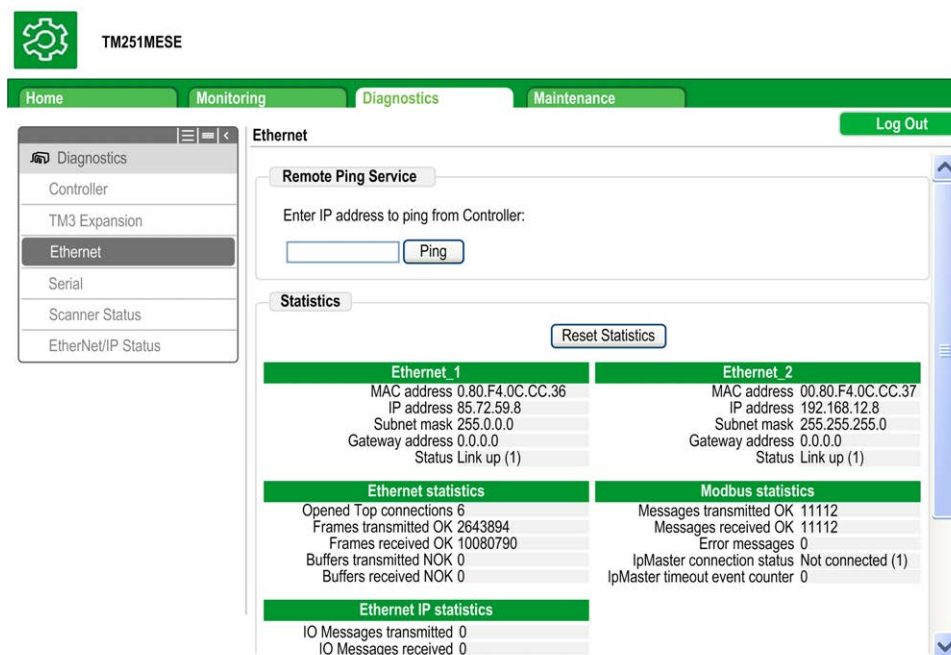 TM251MESE
Home Monitoring Diagnostics Maintenance
Log Out
Diagnostics
Controller
TM3 Expansion
Ethernet
Serial
Scanner Status
EtherNet/IP Status
Ethernet
Remote Ping Service
Enter IP address to ping from Controller:
Ping
Statistics
Reset Statistics
Ethernet_1
MAC address 0.80.F4.0C.CC.36
IP address 85.72.59.8
Subnet mask 255.0.0.0
Gateway address 0.0.0.0
Status Link up (1)
Ethernet_2
MAC address 00.80.F4.0C.CC.37
IP address 192.168.12.8
Subnet mask 255.255.255.0
Gateway address 0.0.0.0
Status Link up (1)
Ethernet statistics
Opened Top connections 6
Frames transmitted OK 2643894
Frames received OK 10080790
Buffers transmitted NOK 0
Buffers received NOK 0
Modbus statistics
Messages transmitted OK 11112
Messages received OK 11112
Error messages 0
IpMaster connection status Not connected (1)
IpMaster timeout event counter 0
Ethernet IP statistics
IO Messages transmitted 0
IO Messages received 0